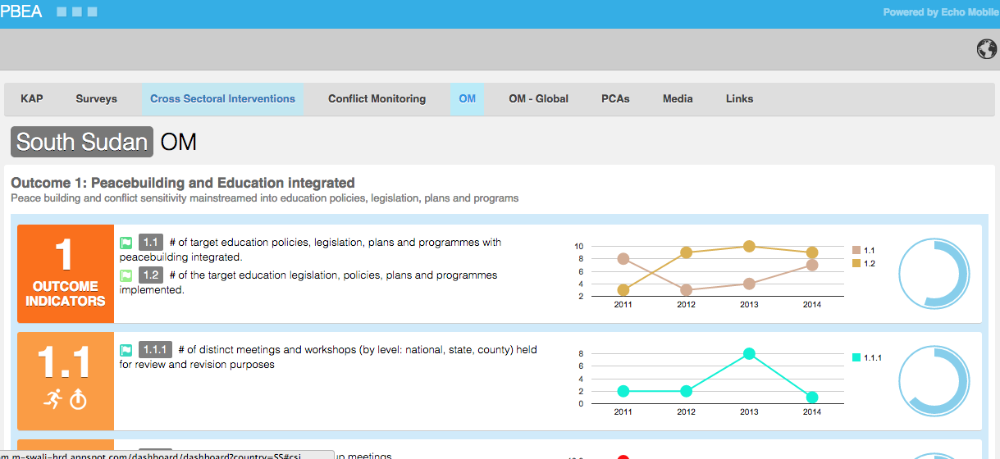 PBEA
Powered by Echo Mobile
KAP Surveys Cross Sectoral Interventions Conflict Monitoring OM OM - Global PCAs Media Links
South Sudan OM
Outcome 1: Peacebuilding and Education integrated
Peace building and conflict sensitivity mainstreamed into education policies, legislation, plans and programs
1
OUTCOME
INDICATORS
1.1 # of target education policies, legislation, plans and programmes with
peacebuilding integrated.
1.2 # of the target education legislation, policies, plans and programmes
implemented.
10
8
6
4
2
2011 2012 2013 2014
1.1
1.2
1.1
1.1.1 # of distinct meetings and workshops (by level: national, state, county) held
for review and revision purposes
8
6
4
2
0
2011 2012 2013 2014
1.1.1
m-swali-hrd.appspot.com/dashboard/dashboard?country=SS#csi
meetings